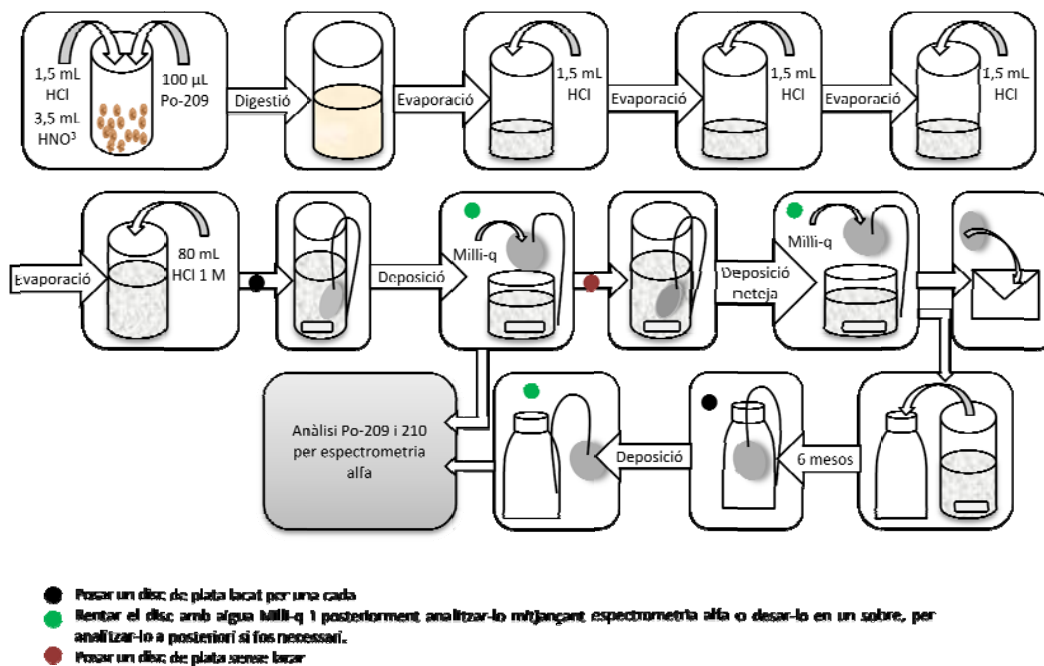 1,5 mL
HCl
3,5 mL
HNO³
100 µL
Po-209
Digestió
Evaporació
1,5 mL
HCl
Evaporació
1,5 mL
HCl
Evaporació
1,5 mL
HCl
Evaporació
80 mL
HCl 1 M
Deposició
Milli-q
Deposició
neteja
Milli-q
Anàlisi Po-209 i 210
per espectrometria
alfa
Deposició
6 mesos
Posar un disc de plata lacat per una cada
Rentar el disc amb aigua Milli-q i posteriorment analitzar-lo mitjançant espectrometria alfa o desar-lo en un sobre, per
analitzar-lo a posteriori si fos necessari.
Posar un disc de plata sense lacar